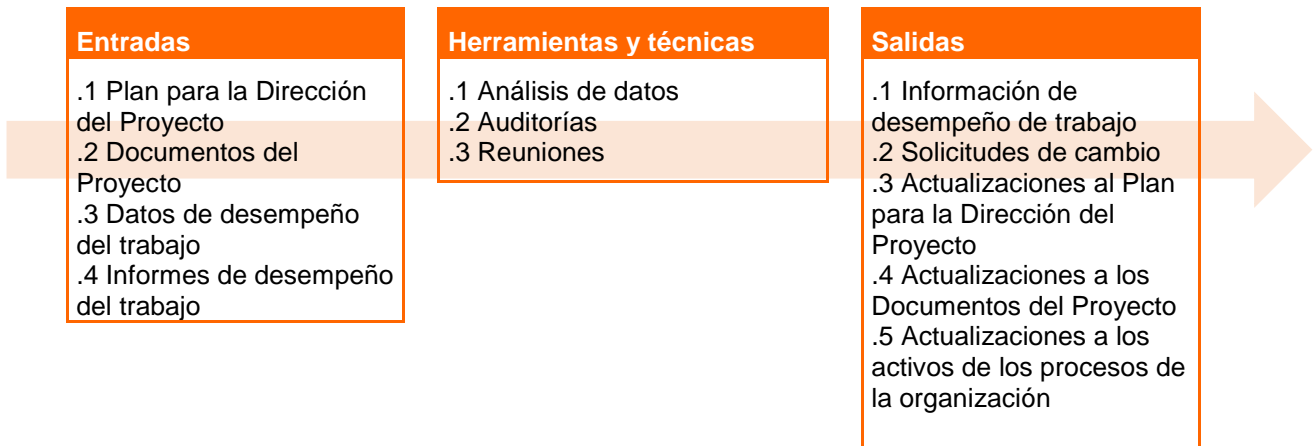 Entradas
.1 Plan para la Dirección
del Proyecto
.2 Documentos del
Proyecto
.3 Datos de desempeño
del trabajo
.4 Informes de desempeño
del trabajo
Herramientas y técnicas
.1 Análisis de datos
.2 Auditorías
.3 Reuniones
Salidas
.1 Información de
desempeño de trabajo
.2 Solicitudes de cambio
.3 Actualizaciones al Plan
para la Dirección del
Proyecto
.4 Actualizaciones a los
Documentos del Proyecto
.5 Actualizaciones a los
activos de los procesos de
la organización